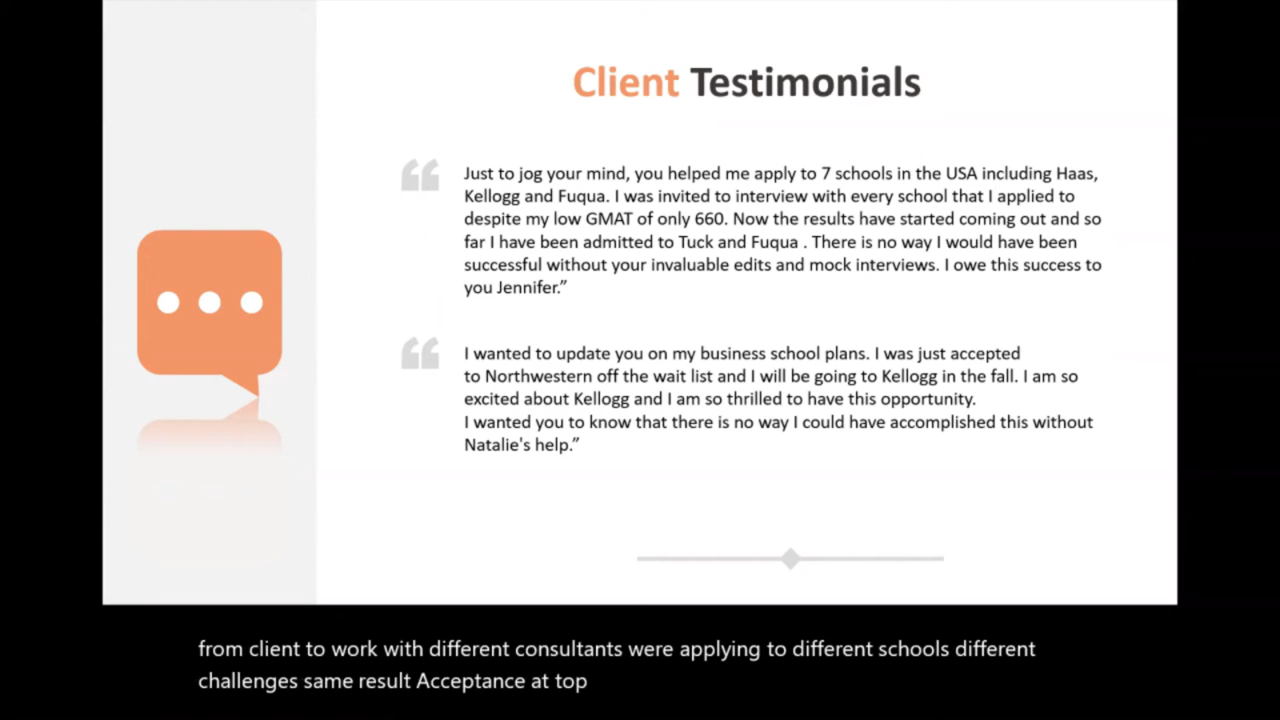 Client Testimonials
“ Just to jog your mind, you helped me apply to 7 schools in the USA including Haas,
Kellogg and Fuqua. I was invited to interview with every school that I applied to
despite my low GMAT of only 660. Now the results have started coming out and so
far I have been admitted to Tuck and Fuqua . There is no way I would have been
successful without your invaluable edits and mock interviews. I owe this success to
you Jennifer.”
“ I wanted to update you on my business school plans. I was just accepted
to Northwestern off the wait list and I will be going to Kellogg in the fall. I am so
excited about Kellogg and I am so thrilled to have this opportunity.
I wanted you to know that there is no way I could have accomplished this without
Natalie's help.”
from client to work with different consultants were applying to different schools different
challenges same result Acceptance at top